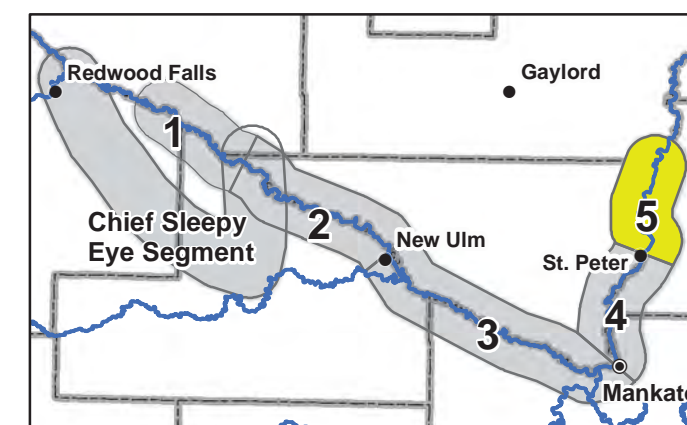 Redwood Falls
Gaylord
1
Chief Sleepy
Eye Segment
2
New Ulm
5
St. Peter
4
3
Mankato